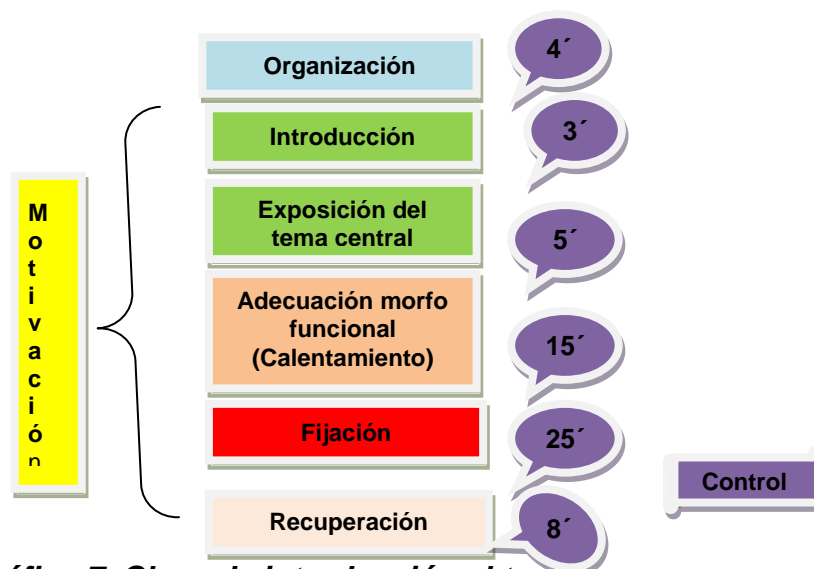 Organización
4´
Introducción
3´
Exposición del
tema central
5´
Adecuación morfo
funcional
(Calentamiento)
15´
Fijación
25´
Recuperación
8´
Motivación
Control